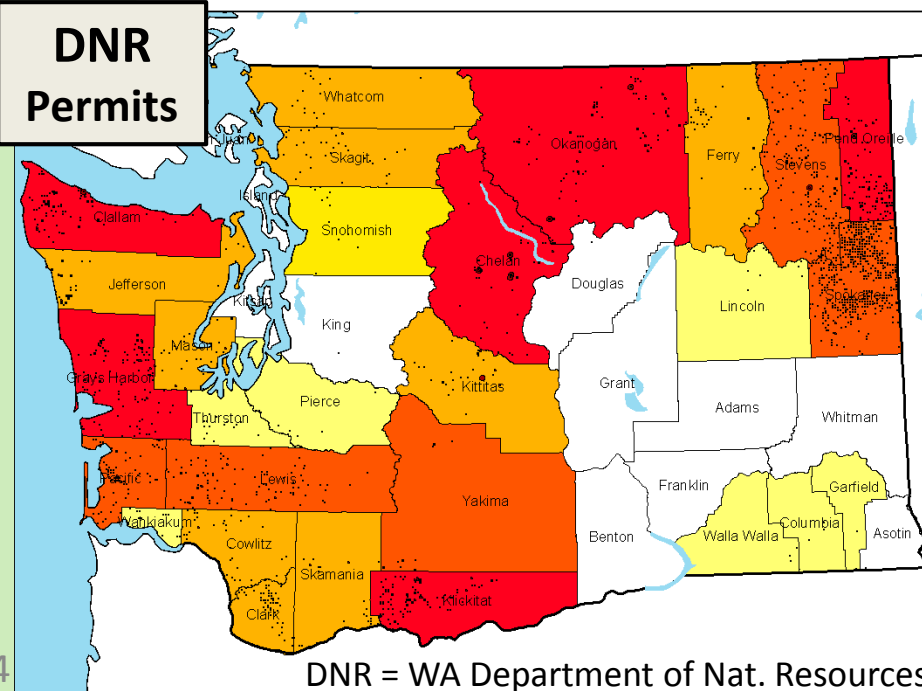 DNR
Permits
Whatcom
Skagit
Okanogan
Ferry
Stevens
Pend Oreille
Juan
Island
Clallam
Snohomish
Chelan
Douglas
Lincoln
Spokane
Jefferson
Kitsap
King
Mason
Grays Harbor
Kittitas
Grant
Adams
Whitman
Thurston
Pierce
Pacific
Lewis
Yakima
Franklin
Garfield
Wahkiakum
Cowlitz
Benton
Walla Walla
Columbia
Asotin
Skamania
Clark
Klickitat
4
DNR = WA Department of Nat. Resources